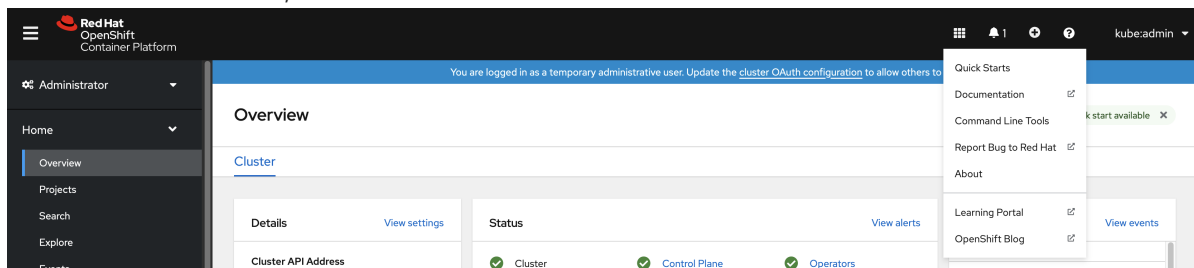 Red Hat
OpenShift
Container Platform
1
kube:admin
Administrator
You are logged in as a temporary administrative user. Update the cluster OAuth configuration to allow others to
Quick Starts
Documentation
Command Line Tools
Report Bug to Red Hat
About
Learning Portal
OpenShift Blog
Home
Overview
Projects
Search
Explore
Overview
start available
Cluster
Details
View settings
Status
View alerts
View events
Cluster API Address
Cluster
Control Plane
Operators